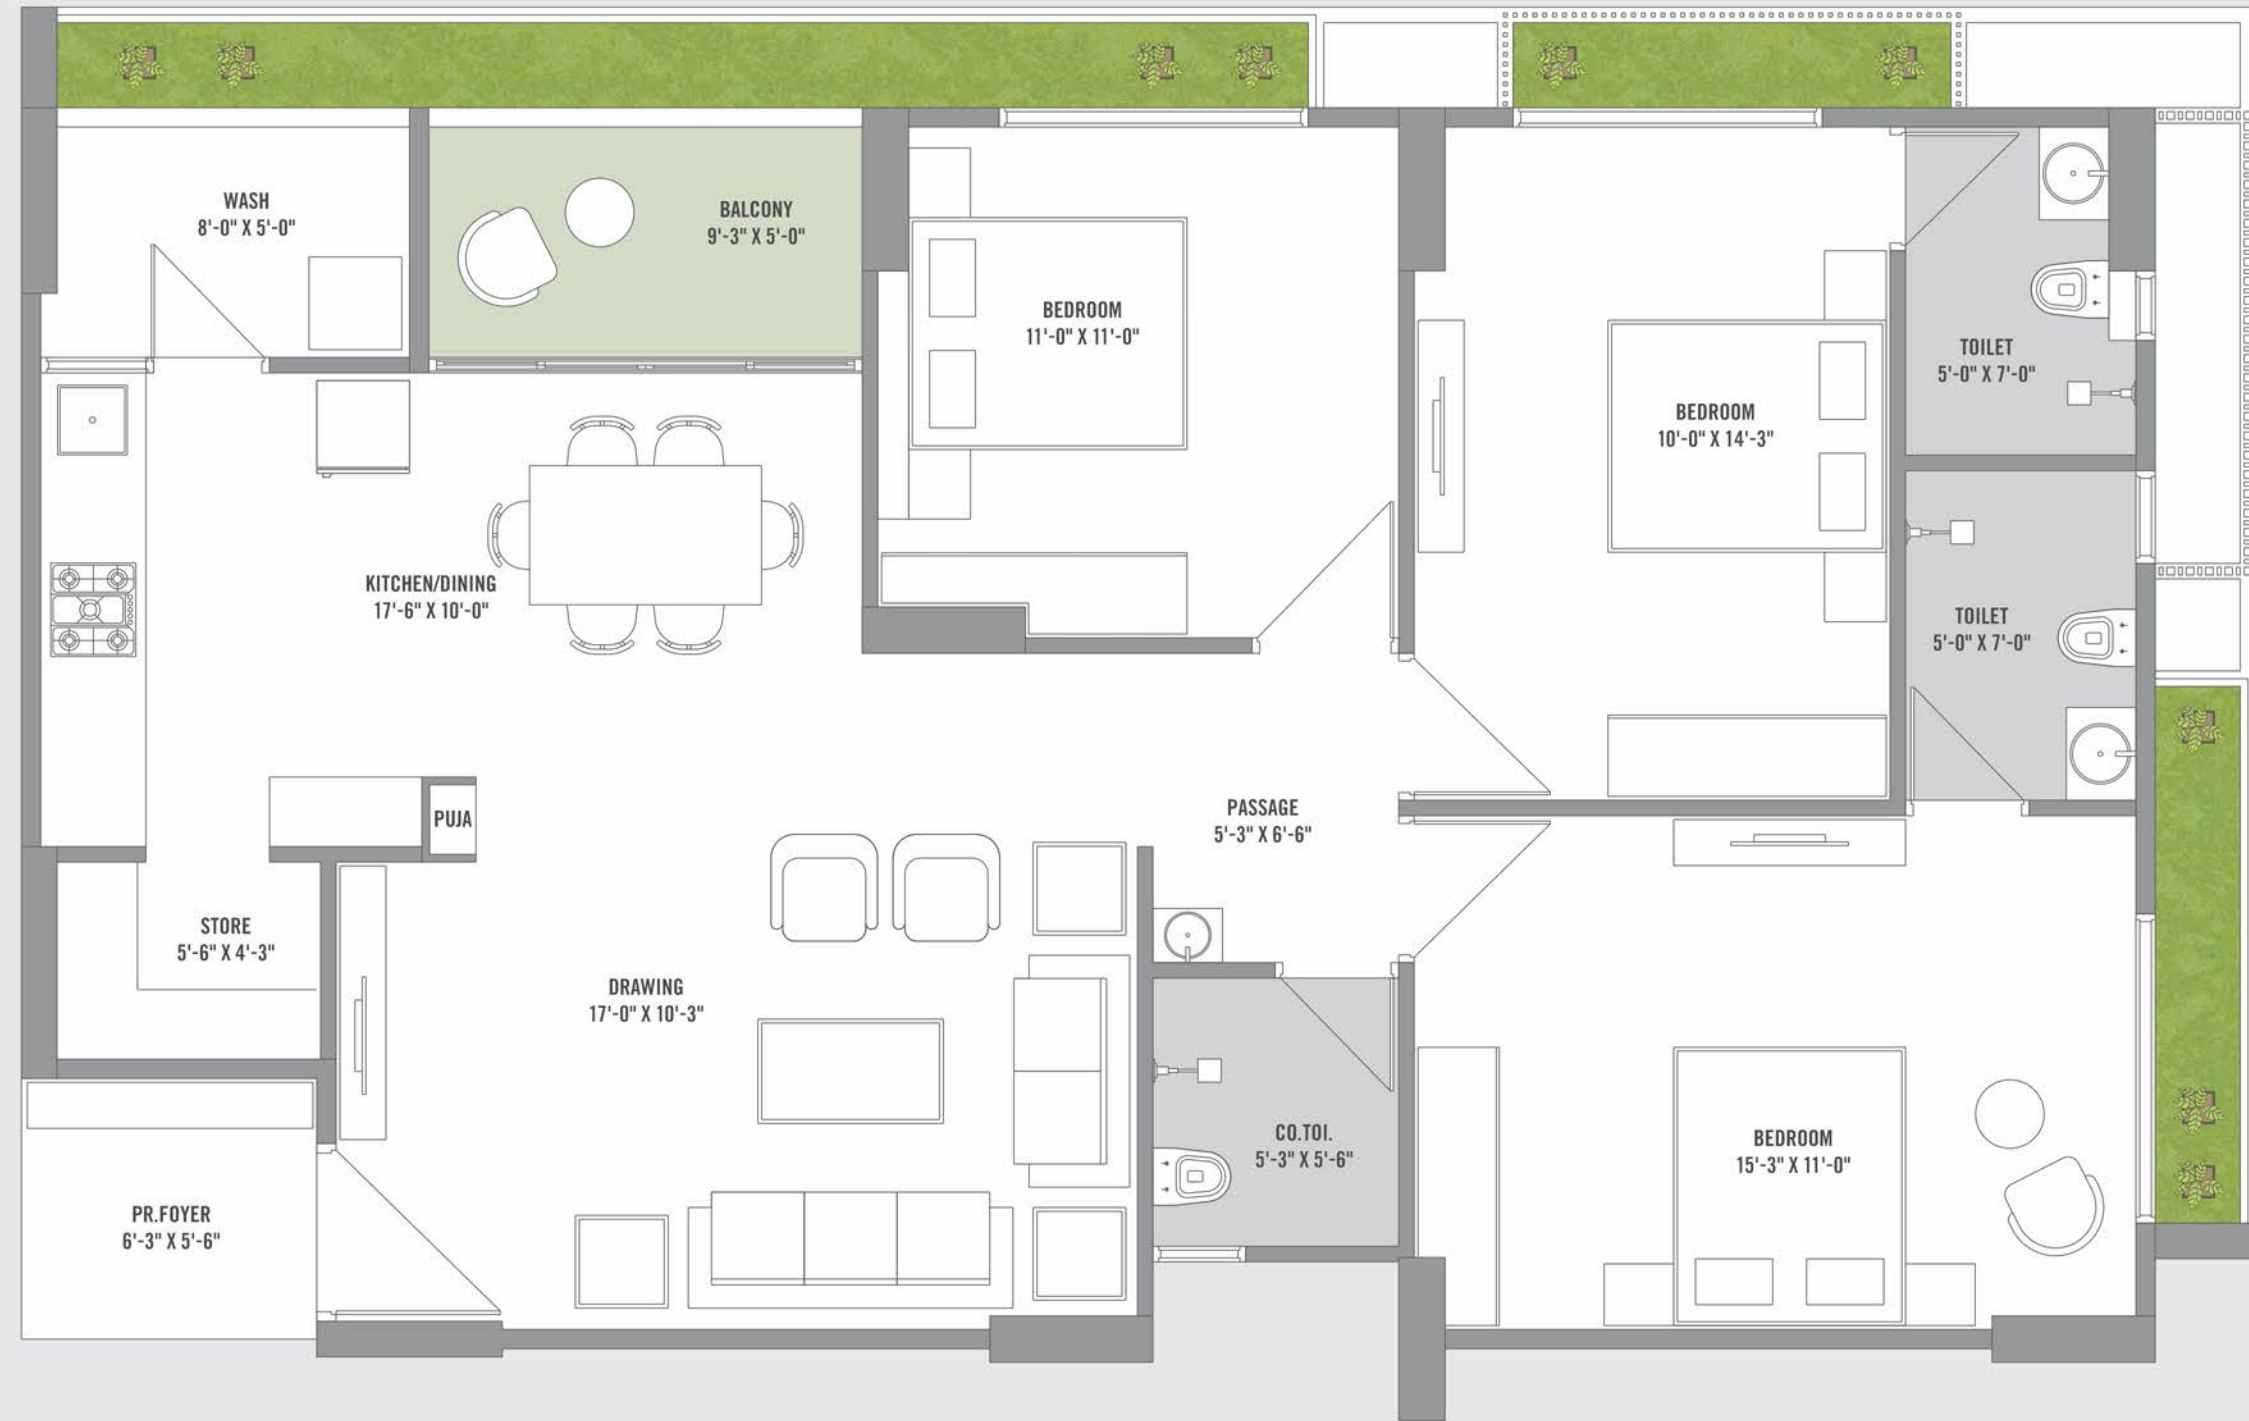 WASH
8'-0" X 5'-0"
BALCONY
9'-3" X 5'-0"
BEDROOM
11'-0" X 11'-0"
BEDROOM
10'-0" X 14'-3"
TOILET
5'-0" X 7'-0"
KITCHEN/DINING
17'-6" X 10'-0"
TOILET
5'-0" X 7'-0"
PUJA
PASSAGE
5'-3" X 6'-6"
STORE
5'-6" X 4'-3"
DRAWING
17'-0" X 10'-3"
CO.TOI.
5'-3" X 5'-6"
BEDROOM
15'-3" X 11'-0"
PR.FOYER
6'-3" X 5'-6"